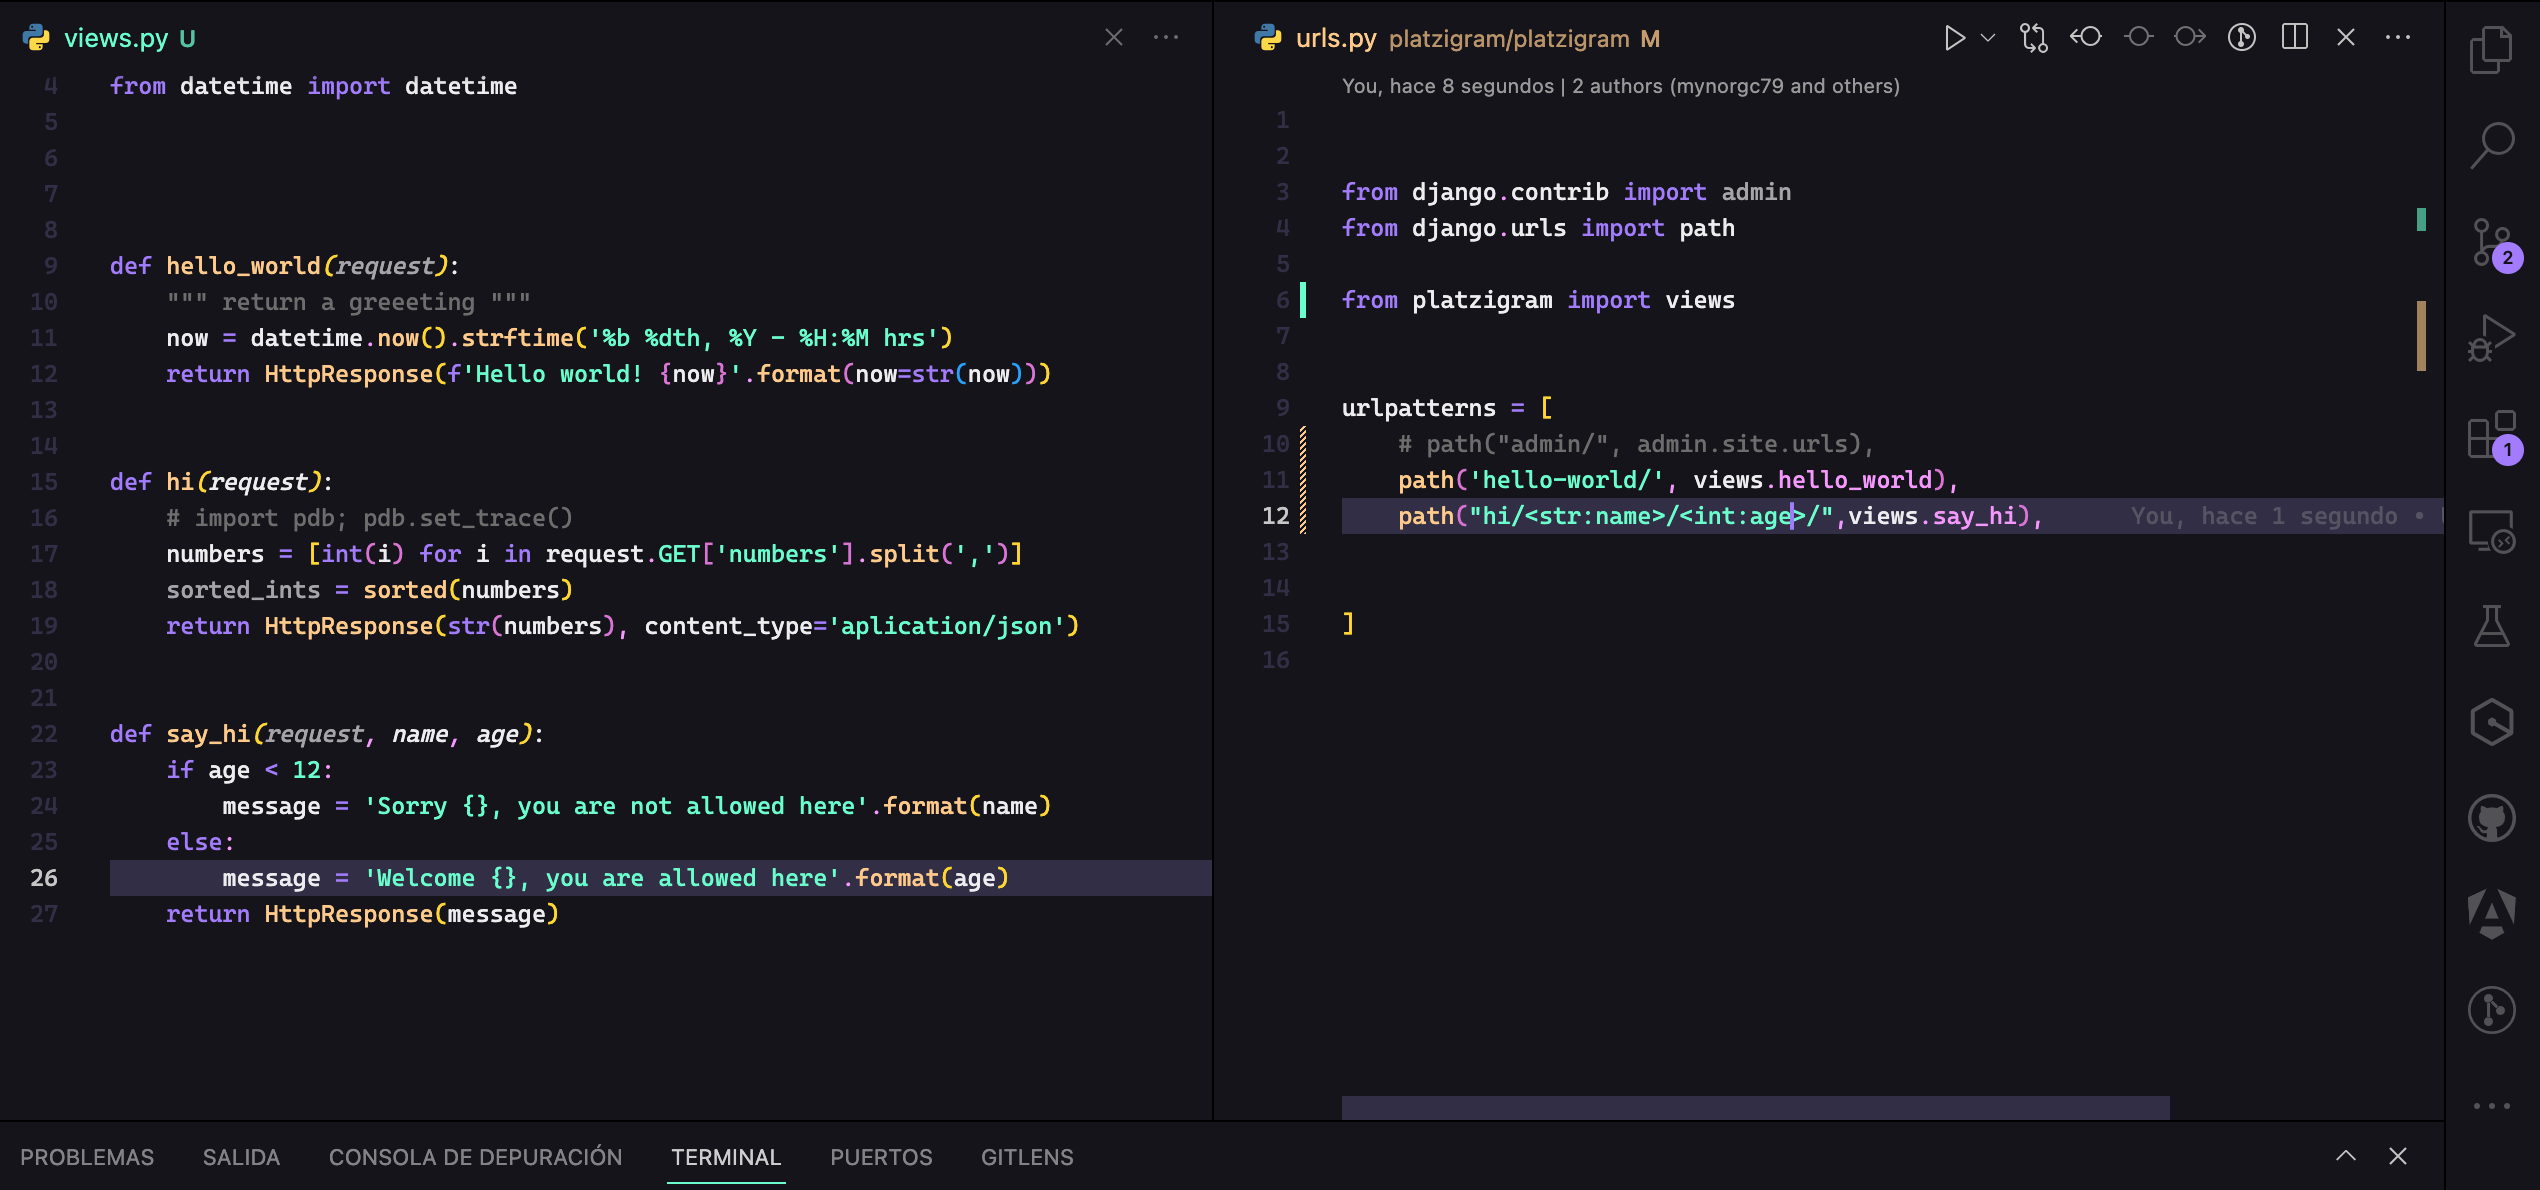 views.py U
4 from datetime import datetime
5
6
7
8
9 def hello_world(request):
10 """ return a greeeting """
11 now = datetime.now().strftime('%b %dth, %Y - %H:%M hrs')
12 return HttpResponse(f'Hello world! {now}'.format(now=str(now)))
13
14
15 def hi(request):
16 # import pdb; pdb.set_trace()
17 numbers = [int(i) for i in request.GET['numbers'].split(',')]
18 sorted_ints = sorted(numbers)
19 return HttpResponse(str(numbers), content_type='aplication/json')
20
21
22 def say_hi(request, name, age):
23 if age < 12:
24 message = 'Sorry {}, you are not allowed here'.format(name)
25 else:
26 message = 'Welcome {}, you are allowed here'.format(age)
27 return HttpResponse(message)
urls.py platzigram/platzigram M
You, hace 8 segundos | 2 authors (mynorgc79 and others)
1
2
3 from django.contrib import admin
4 from django.urls import path
5
6 from platzigram import views
7
8
9 urlpatterns = [
10 # path("admin/", admin.site.urls),
11 path('hello-world/', views.hello_world),
12 path("hi/<str:name>/<int:age>/",views.say_hi), You, hace 1 segundo •
13
14
15 ]
16
2
1
PROBLEMAS SALIDA CONSOLA DE DEPURACIÓN TERMINAL PUERTOS GITLENS